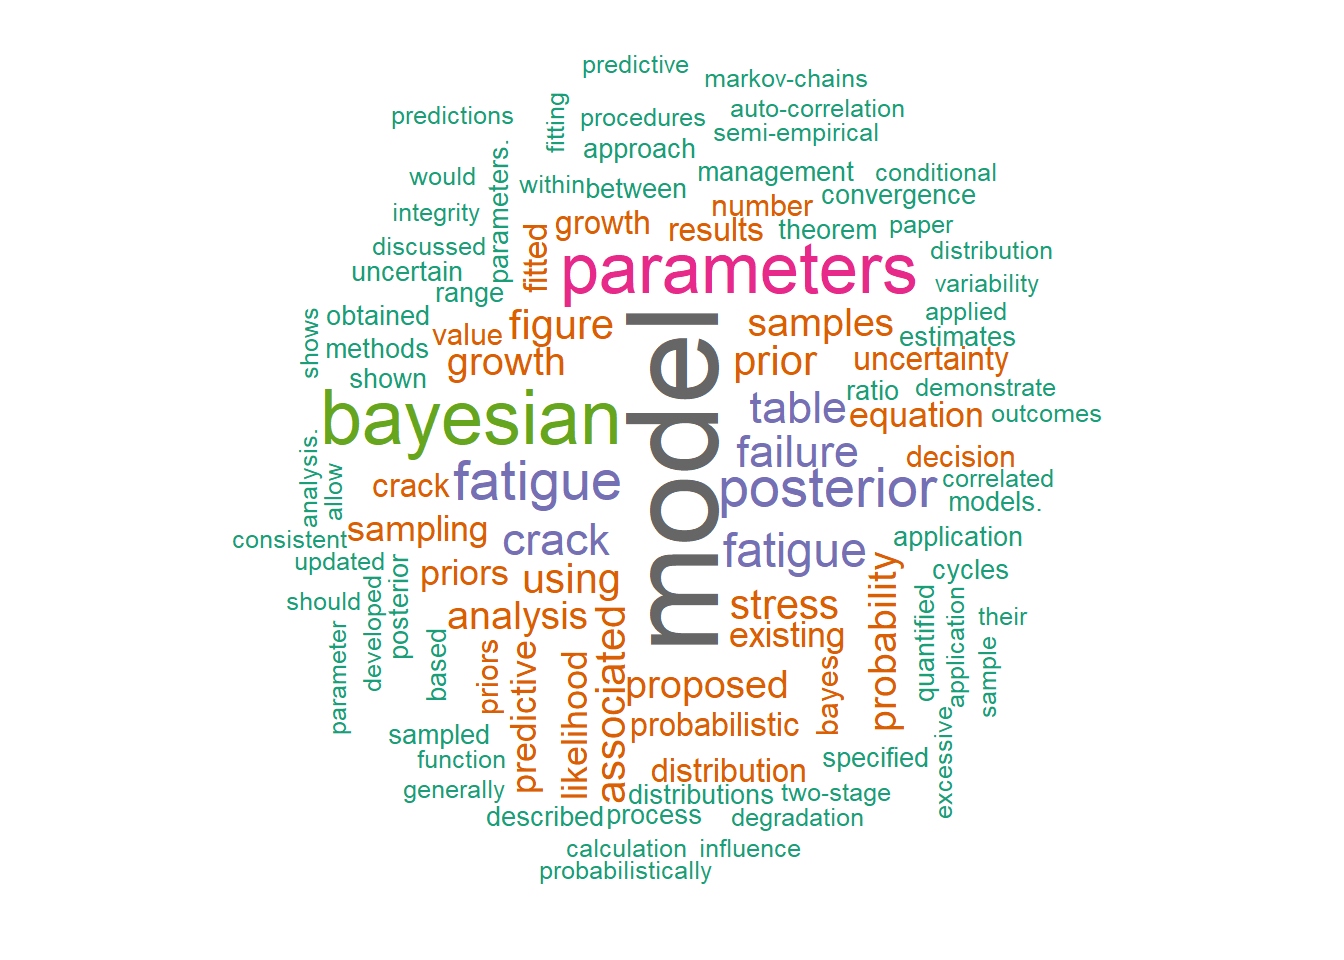 predictive
markov-chains
predictions
fitting
procedures
auto-correlation
semi-empirical
approach
would
parameters.
within
between
management
conditional
convergence
integrity
number
growth
results
theorem
paper
discussed
fitted
uncertain
range
parameters
distribution
variability
shows
obtained
value
figure
model
samples
applied
estimates
methods
growth
prior
uncertainty
shown
ratio
demonstrate
bayesian
table
equation
outcomes
analysis.
allow
crack
fatigue
failure
decision
posterior
correlated
models.
sampling
consistent
crack
fatigue
application
updated
priors
using
probability
cycles
should
developed
posterior
analysis
associated
stress
quantified
application
their
parameter
based
priors
predictive
likelihood
existing
bayes
sample
proposed
probabilistic
sampled
function
distribution
specified
excessive
generally
distributions
two-stage
described
process
degradation
calculation
influence
probabilistically